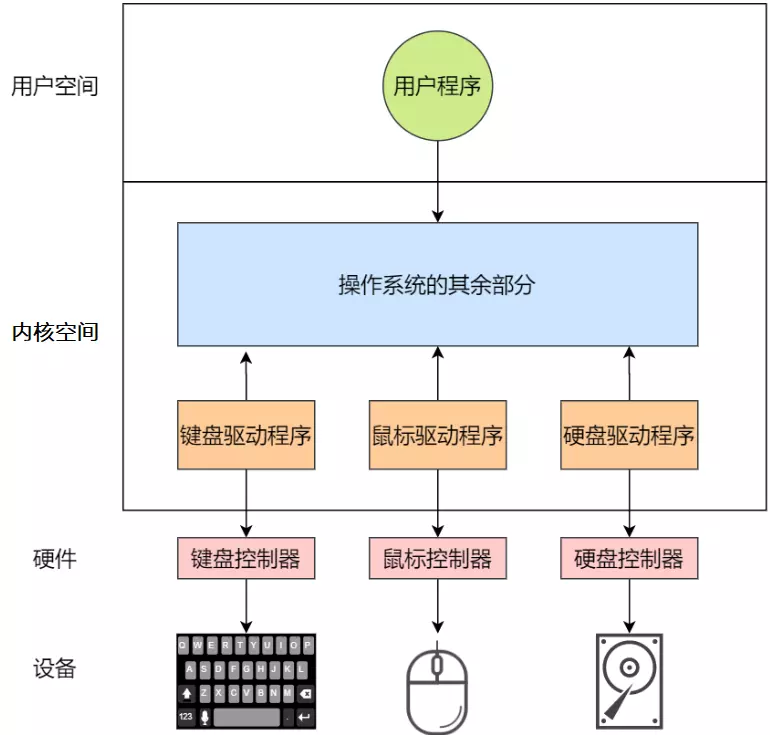 用户空间
用户程序
操作系统的其余部分
内核空间
键盘驱动程序 鼠标驱动程序 硬盘驱动程序
硬件 键盘控制器 鼠标控制器 硬盘控制器
设备
Q W E R T Y U I O P
A S D F G H J K L
Z X C V B N M
123 .